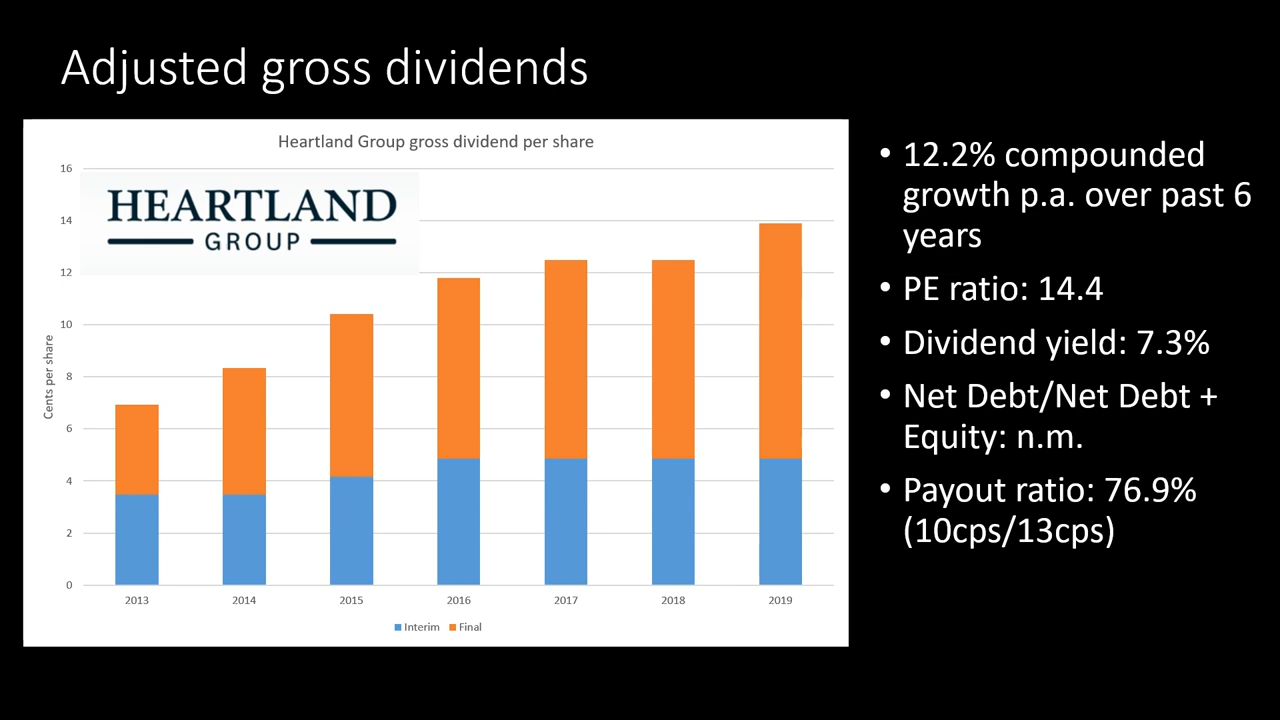 Adjusted gross dividends
Heartland Group gross dividend per share
HEARTLAND
GROUP
16
14
12
10
8
6
4
2
0
Cents per share
2013 2014 2015 2016 2017 2018 2019
Interim Final
• 12.2% compounded
growth p.a. over past 6
years
• PE ratio: 14.4
• Dividend yield: 7.3%
• Net Debt/Net Debt +
Equity: n.m.
• Payout ratio: 76.9%
(10cps/13cps)